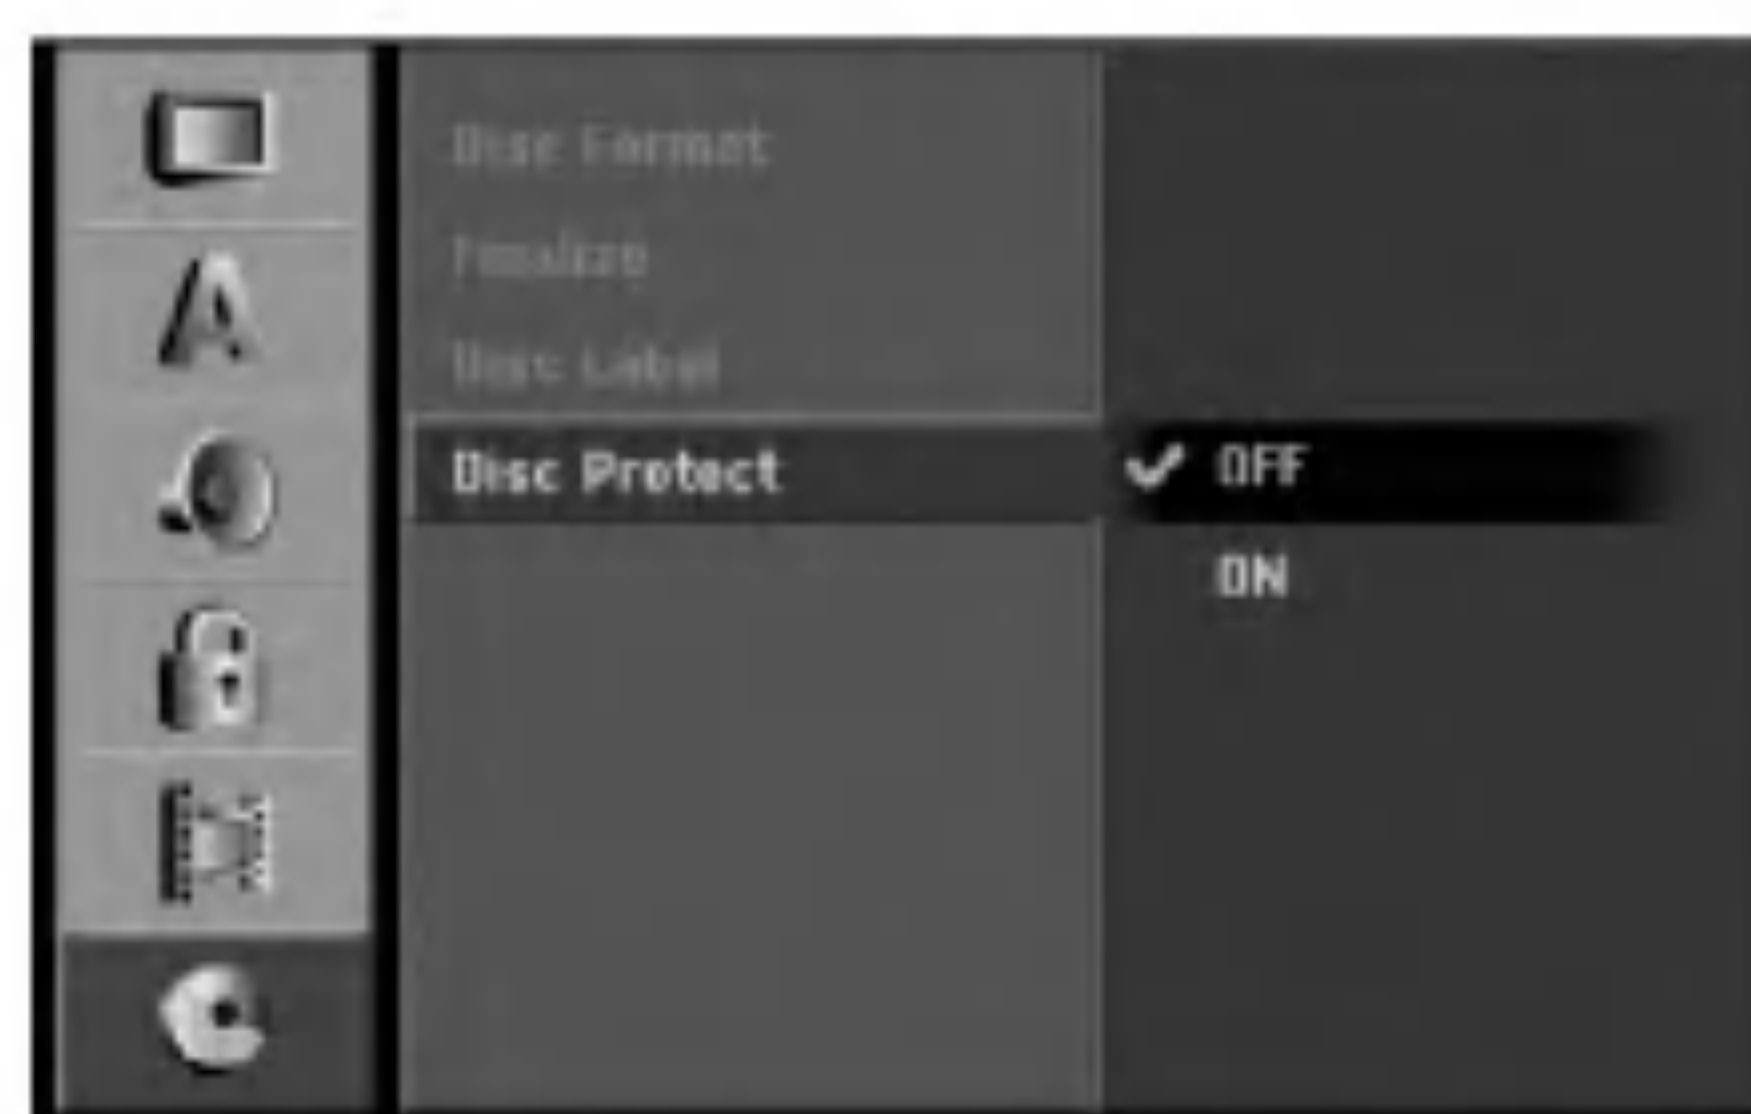 Disc Format
Finalize
Disc Label
Disc Protect
OFF
ON